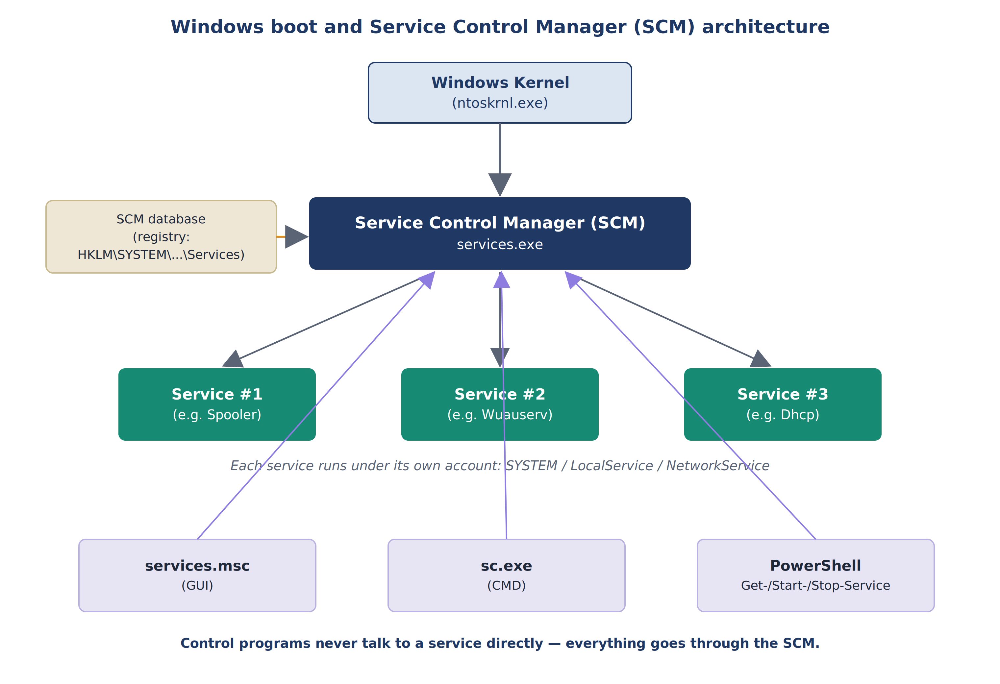 Windows boot and Service Control Manager (SCM) architecture
Windows Kernel
(ntoskrnl.exe)
SCM database
(registry:
HKLM\SYSTEM\...\Services)
Service Control Manager (SCM)
services.exe
Service #1
(e.g. Spooler)
Service #2
(e.g. Wuauserv)
Service #3
(e.g. Dhcp)
Each service runs under its own account: SYSTEM / LocalService / NetworkService
services.msc
(GUI)
sc.exe
(CMD)
PowerShell
Get-/Start-/Stop-Service
Control programs never talk to a service directly — everything goes through the SCM.